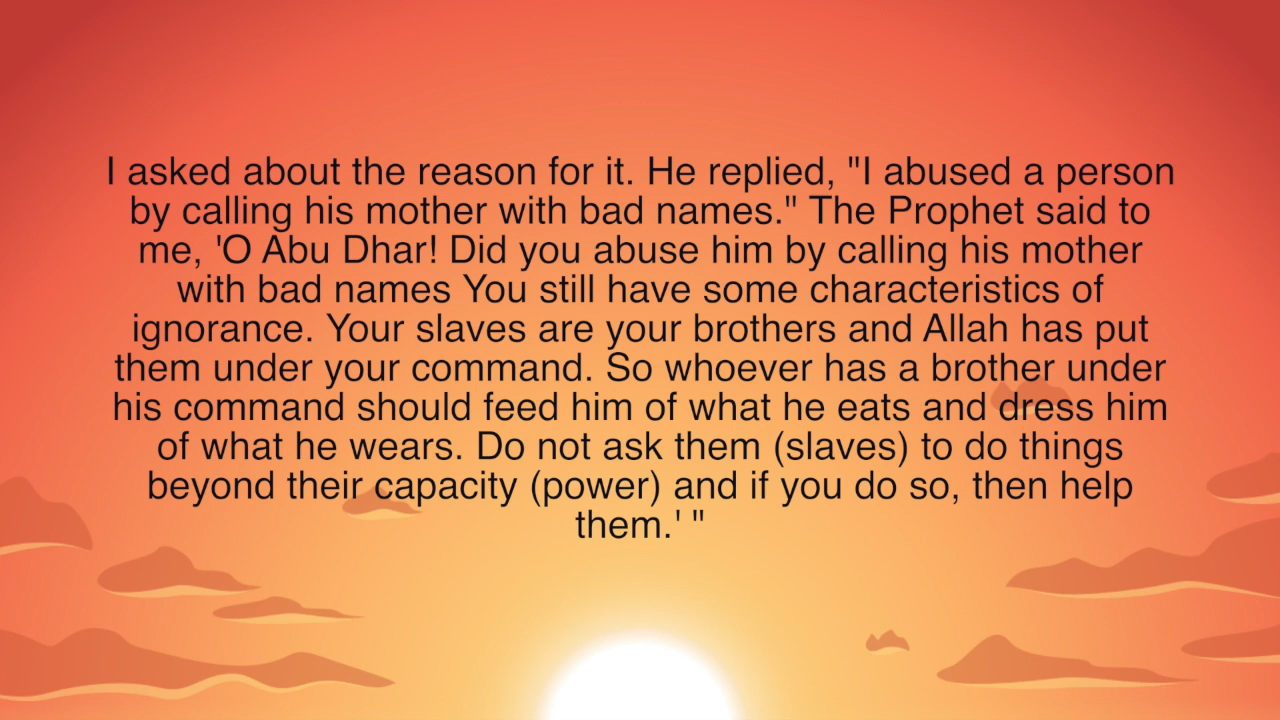 I asked about the reason for it. He replied, "I abused a person
by calling his mother with bad names." The Prophet said to
me, 'O Abu Dhar! Did you abuse him by calling his mother
with bad names You still have some characteristics of
ignorance. Your slaves are your brothers and Allah has put
them under your command. So whoever has a brother under
his command should feed him of what he eats and dress him
of what he wears. Do not ask them (slaves) to do things
beyond their capacity (power) and if you do so, then help
them.' "